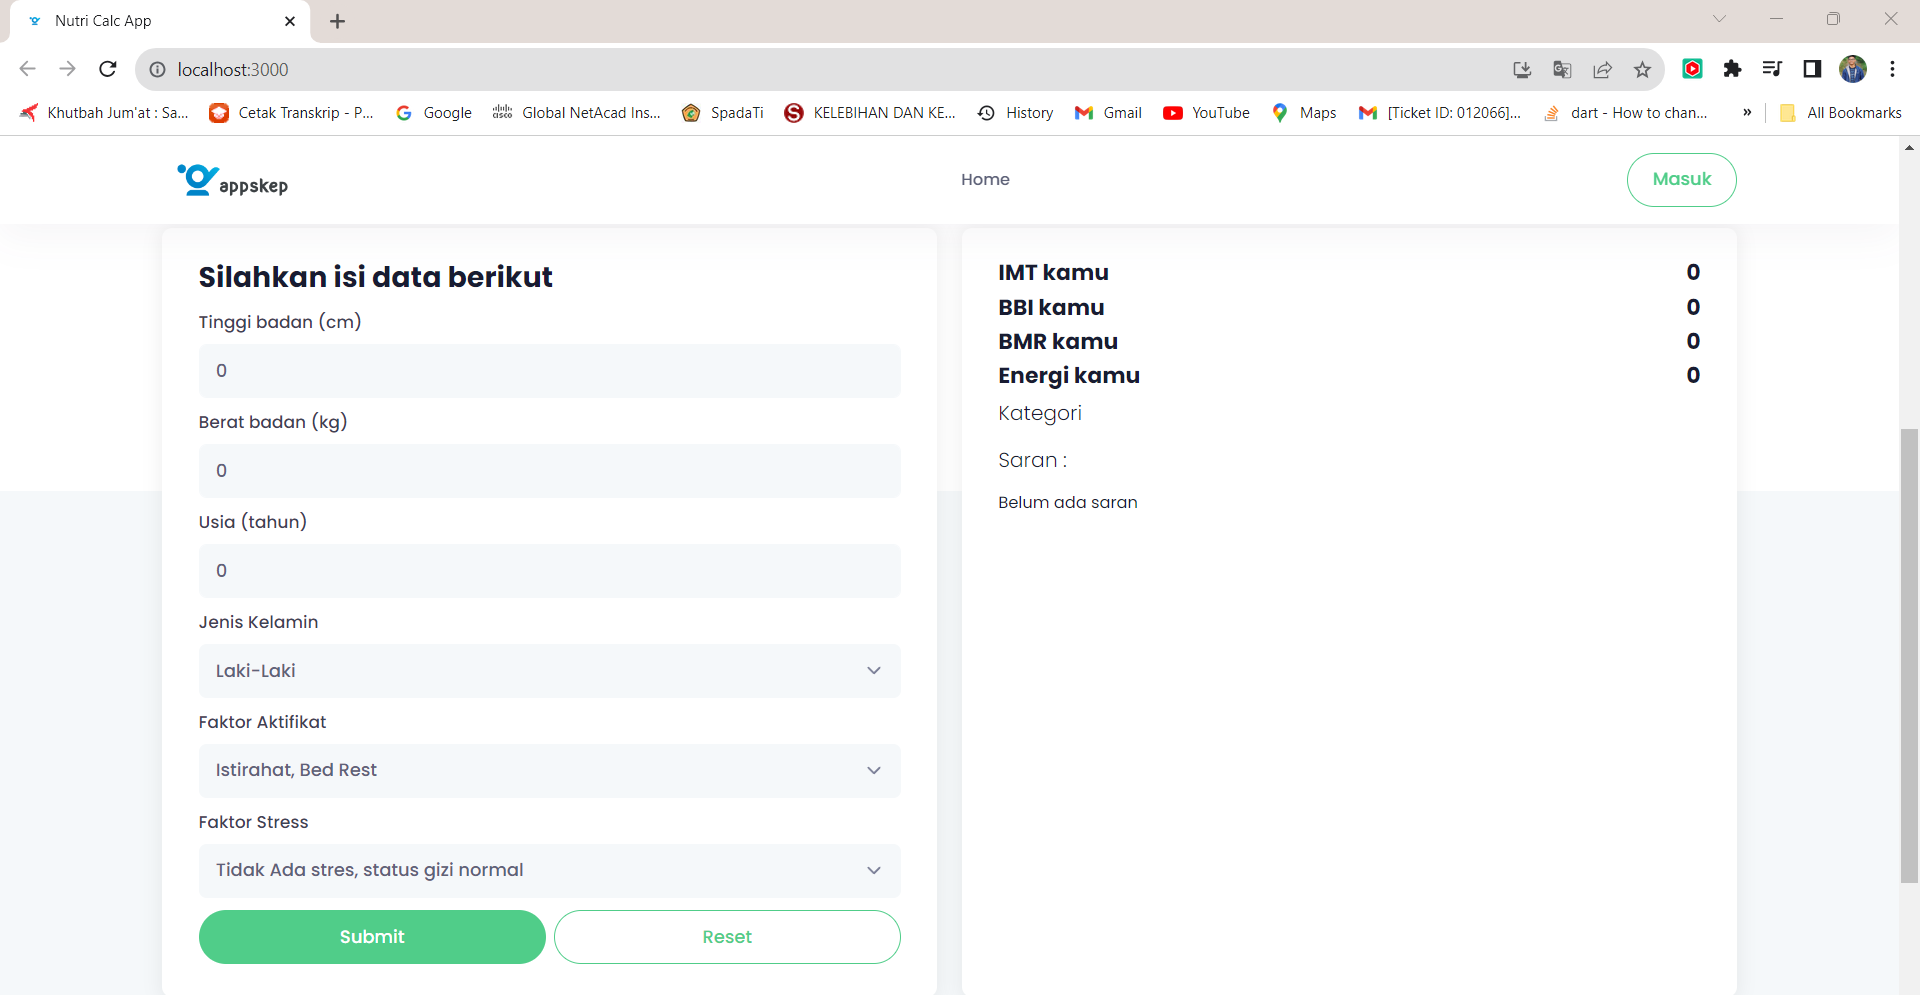 Nutri Calc App
localhost:3000
Khutbah Jum'at : Sa...
Cetak Transkrip - P...
Google
Global NetAcad Ins...
SpadaTi
KELEBIHAN DAN KE...
History
Gmail
YouTube
Maps
[Ticket ID: 012066]...
dart - How to chan...
»
All Bookmarks
appskep
Home
Masuk
Silahkan isi data berikut
Tinggi badan (cm)
0
Berat badan (kg)
0
Usia (tahun)
0
Jenis Kelamin
Laki-Laki
Faktor Aktifikat
Istirahat, Bed Rest
Faktor Stress
Tidak Ada stres, status gizi normal
Submit
Reset
IMT kamu 0
BBI kamu 0
BMR kamu 0
Energi kamu 0
Kategori
Saran :
Belum ada saran